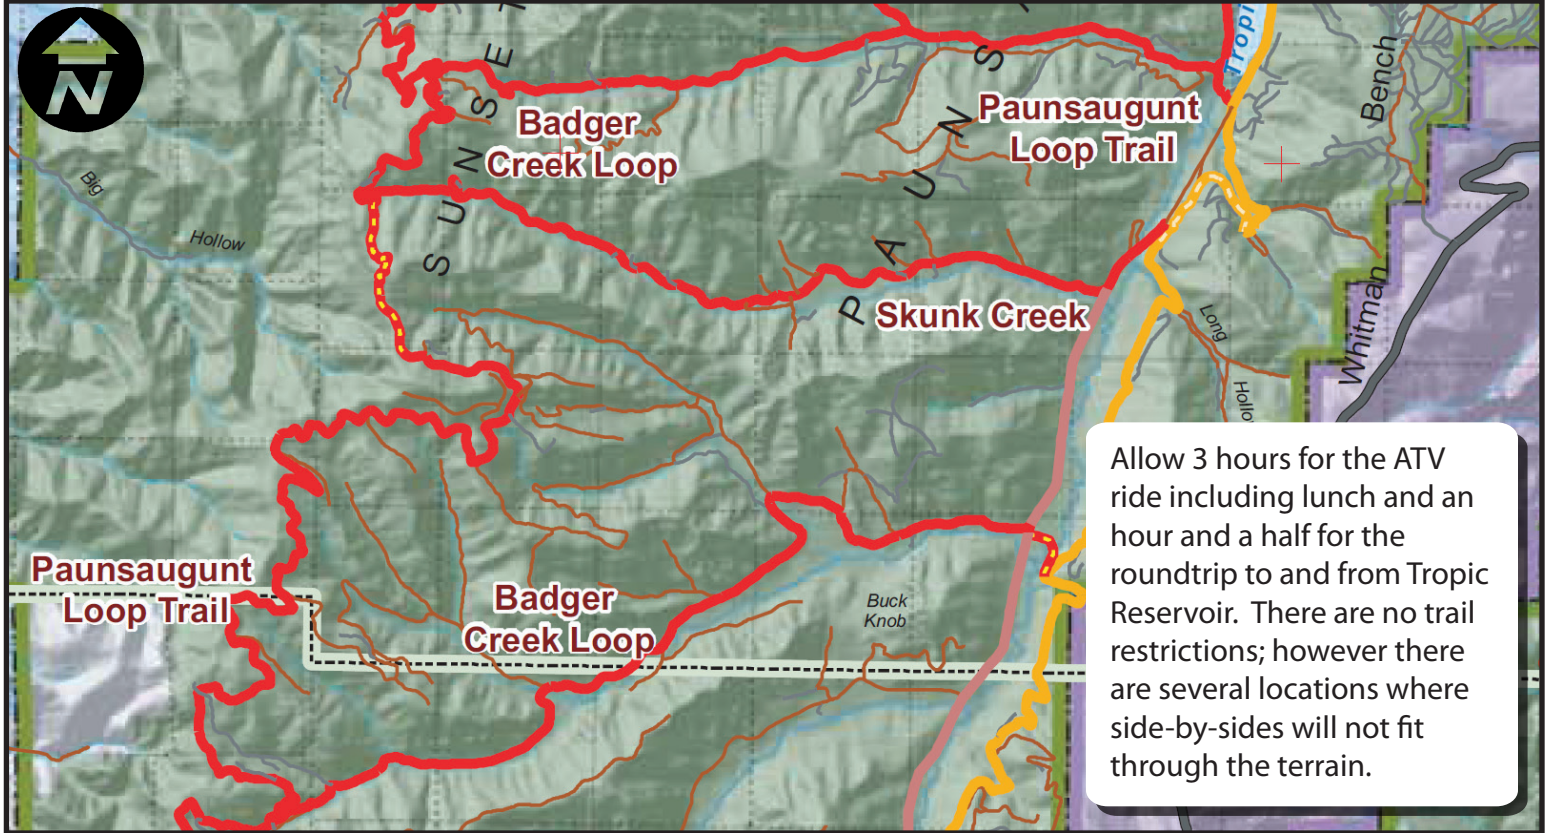 N
Tropi
Bench
SUNSET
Badger
Creek Loop
Paunsaugunt
Loop Trail
PAUNS
Big
Hollow
Skunk Creek
Long
Hollo
Whitman
Allow 3 hours for the ATV
ride including lunch and an
hour and a half for the
roundtrip to and from Tropic
Reservoir.  There are no trail
restrictions; however there
are several locations where
side-by-sides will not fit
through the terrain.
Paunsaugunt
Loop Trail
Badger
Creek Loop
Buck
Knob